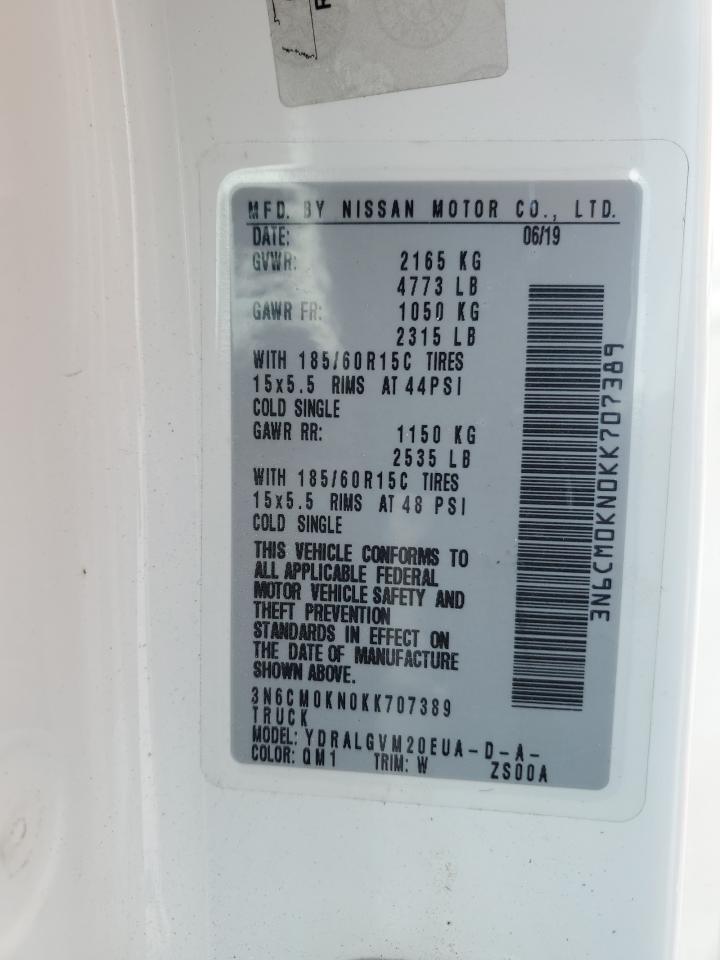 R
MFD. BY NISSAN MOTOR CO., LTD.
DATE: 06/19
GVWR: 2165 KG
4773 LB
GAWR FR: 1050 KG
2315 LB
WITH 185/60R15C TIRES
15x5.5 RIMS AT 44PSI
COLD SINGLE
GAWR RR: 1150 KG
2535 LB
WITH 185/60R15C TIRES
15x5.5 RIMS AT 48 PSI
COLD SINGLE
THIS VEHICLE CONFORMS TO
ALL APPLICABLE FEDERAL
MOTOR VEHICLE SAFETY AND
THEFT PREVENTION
STANDARDS IN EFFECT ON
THE DATE OF MANUFACTURE
SHOWN ABOVE.
3N6CM0KN0KK707389
TRUCK
MODEL: YDRALGVM20EUA-D-A-
COLOR: QM1 TRIM: W ZS00A
3N6CM0KN0KK707389